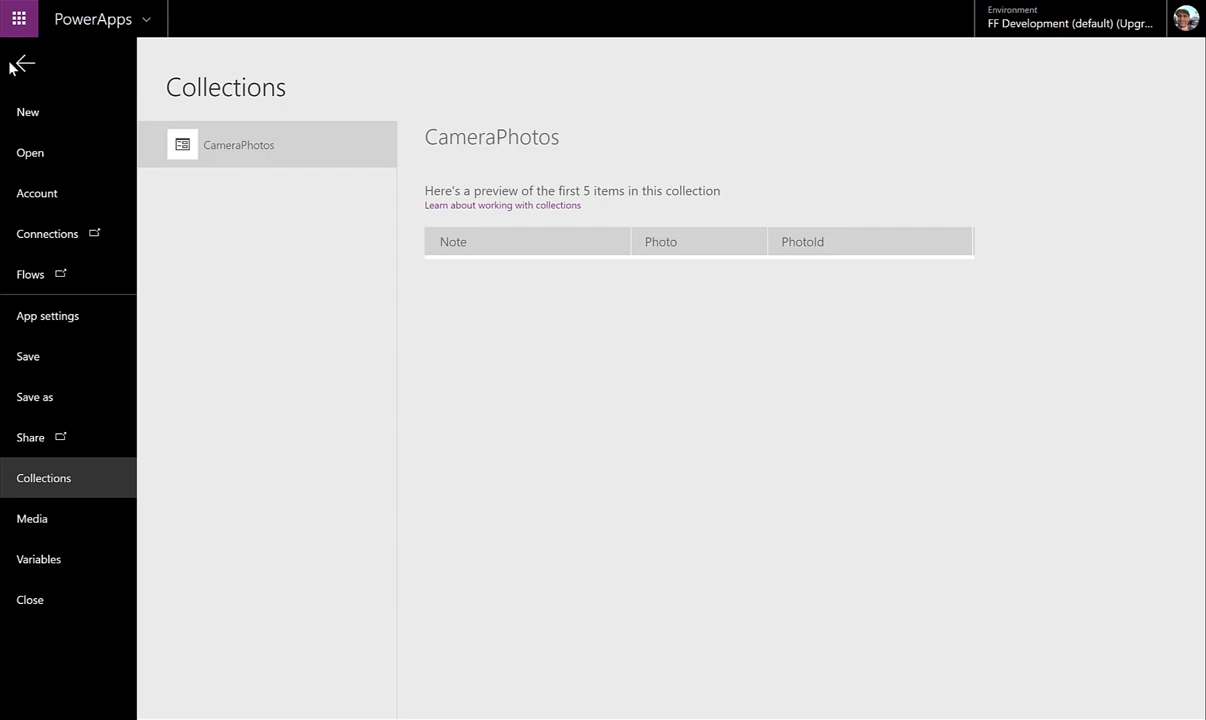 PowerApps
Environment
FF Development (default) (Upgr...
New
Open
Account
Connections
Flows
App settings
Save
Save as
Share
Collections
Media
Variables
Close
Collections
CameraPhotos
CameraPhotos
Here's a preview of the first 5 items in this collection
Learn about working with collections
Note Photo PhotoId